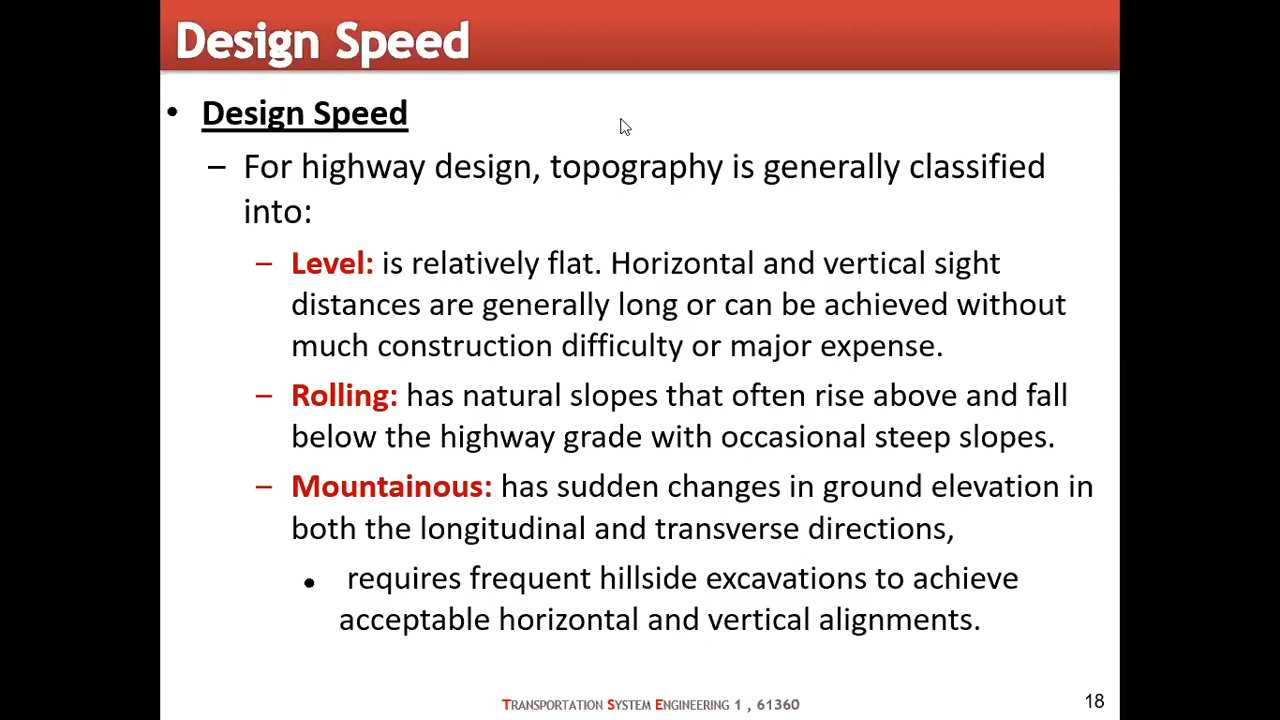 Design Speed
• Design Speed
– For highway design, topography is generally classified
into:
– Level: is relatively flat. Horizontal and vertical sight
distances are generally long or can be achieved without
much construction difficulty or major expense.
– Rolling: has natural slopes that often rise above and fall
below the highway grade with occasional steep slopes.
– Mountainous: has sudden changes in ground elevation in
both the longitudinal and transverse directions,
• requires frequent hillside excavations to achieve
acceptable horizontal and vertical alignments.
TRANSPORTATION SYSTEM ENGINEERING 1 , 61360
18